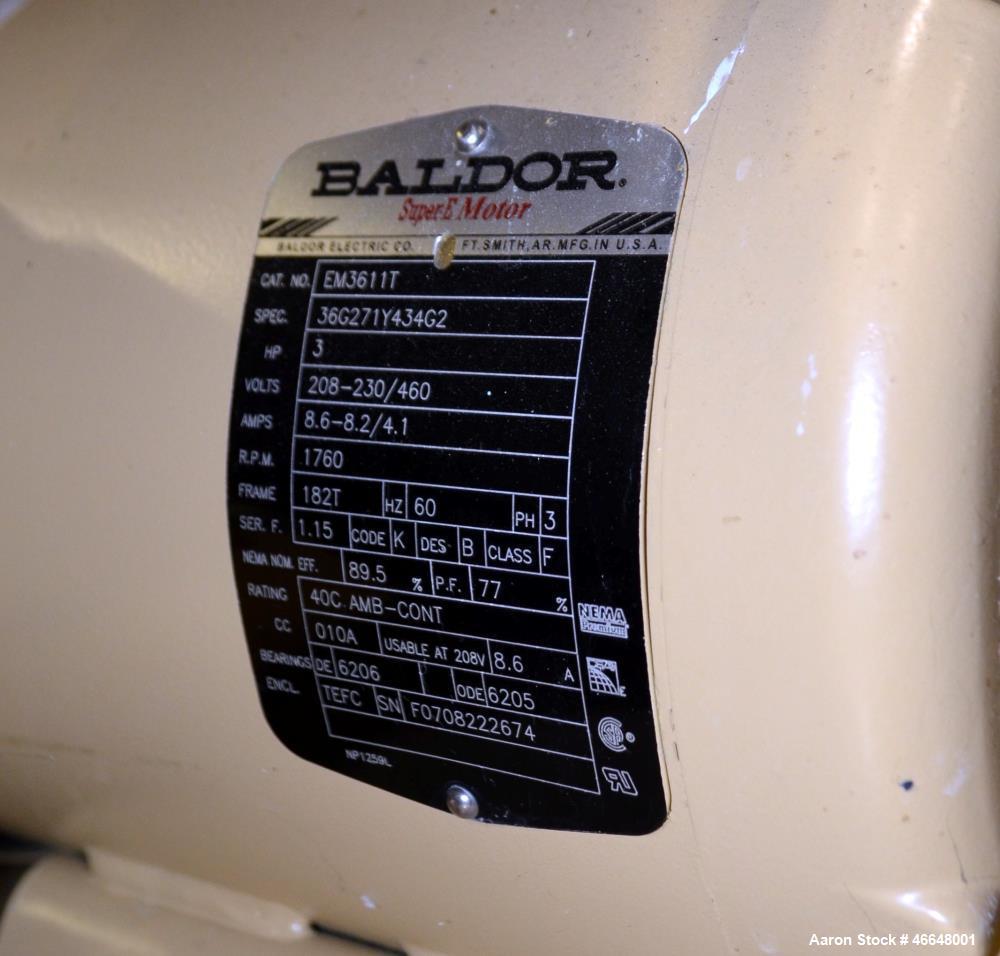 BALDOR.
Super-E Motor
BALDOR ELECTRIC CO. FT. SMITH, AR. MFG. IN U.S.A.
CAT. NO. EM3611T
SPEC. 36G271Y434G2
HP 3
VOLTS 208-230/460
AMPS 8.6-8.2/4.1
R.P.M. 1760
FRAME 182T HZ 60 PH 3
SER. F. 1.15 CODE K DES B CLASS F
NEMA NOM. EFF. 89.5 % P.F. 77 %
RATING 40C AMB-CONT
NEMA
Premium
CC 010A USABLE AT 208V 8.6 A
BEARINGS DE 6206 ODE 6205
ENCL. TEFC SN F0708222674
NP1259L
Aaron Stock # 46648001